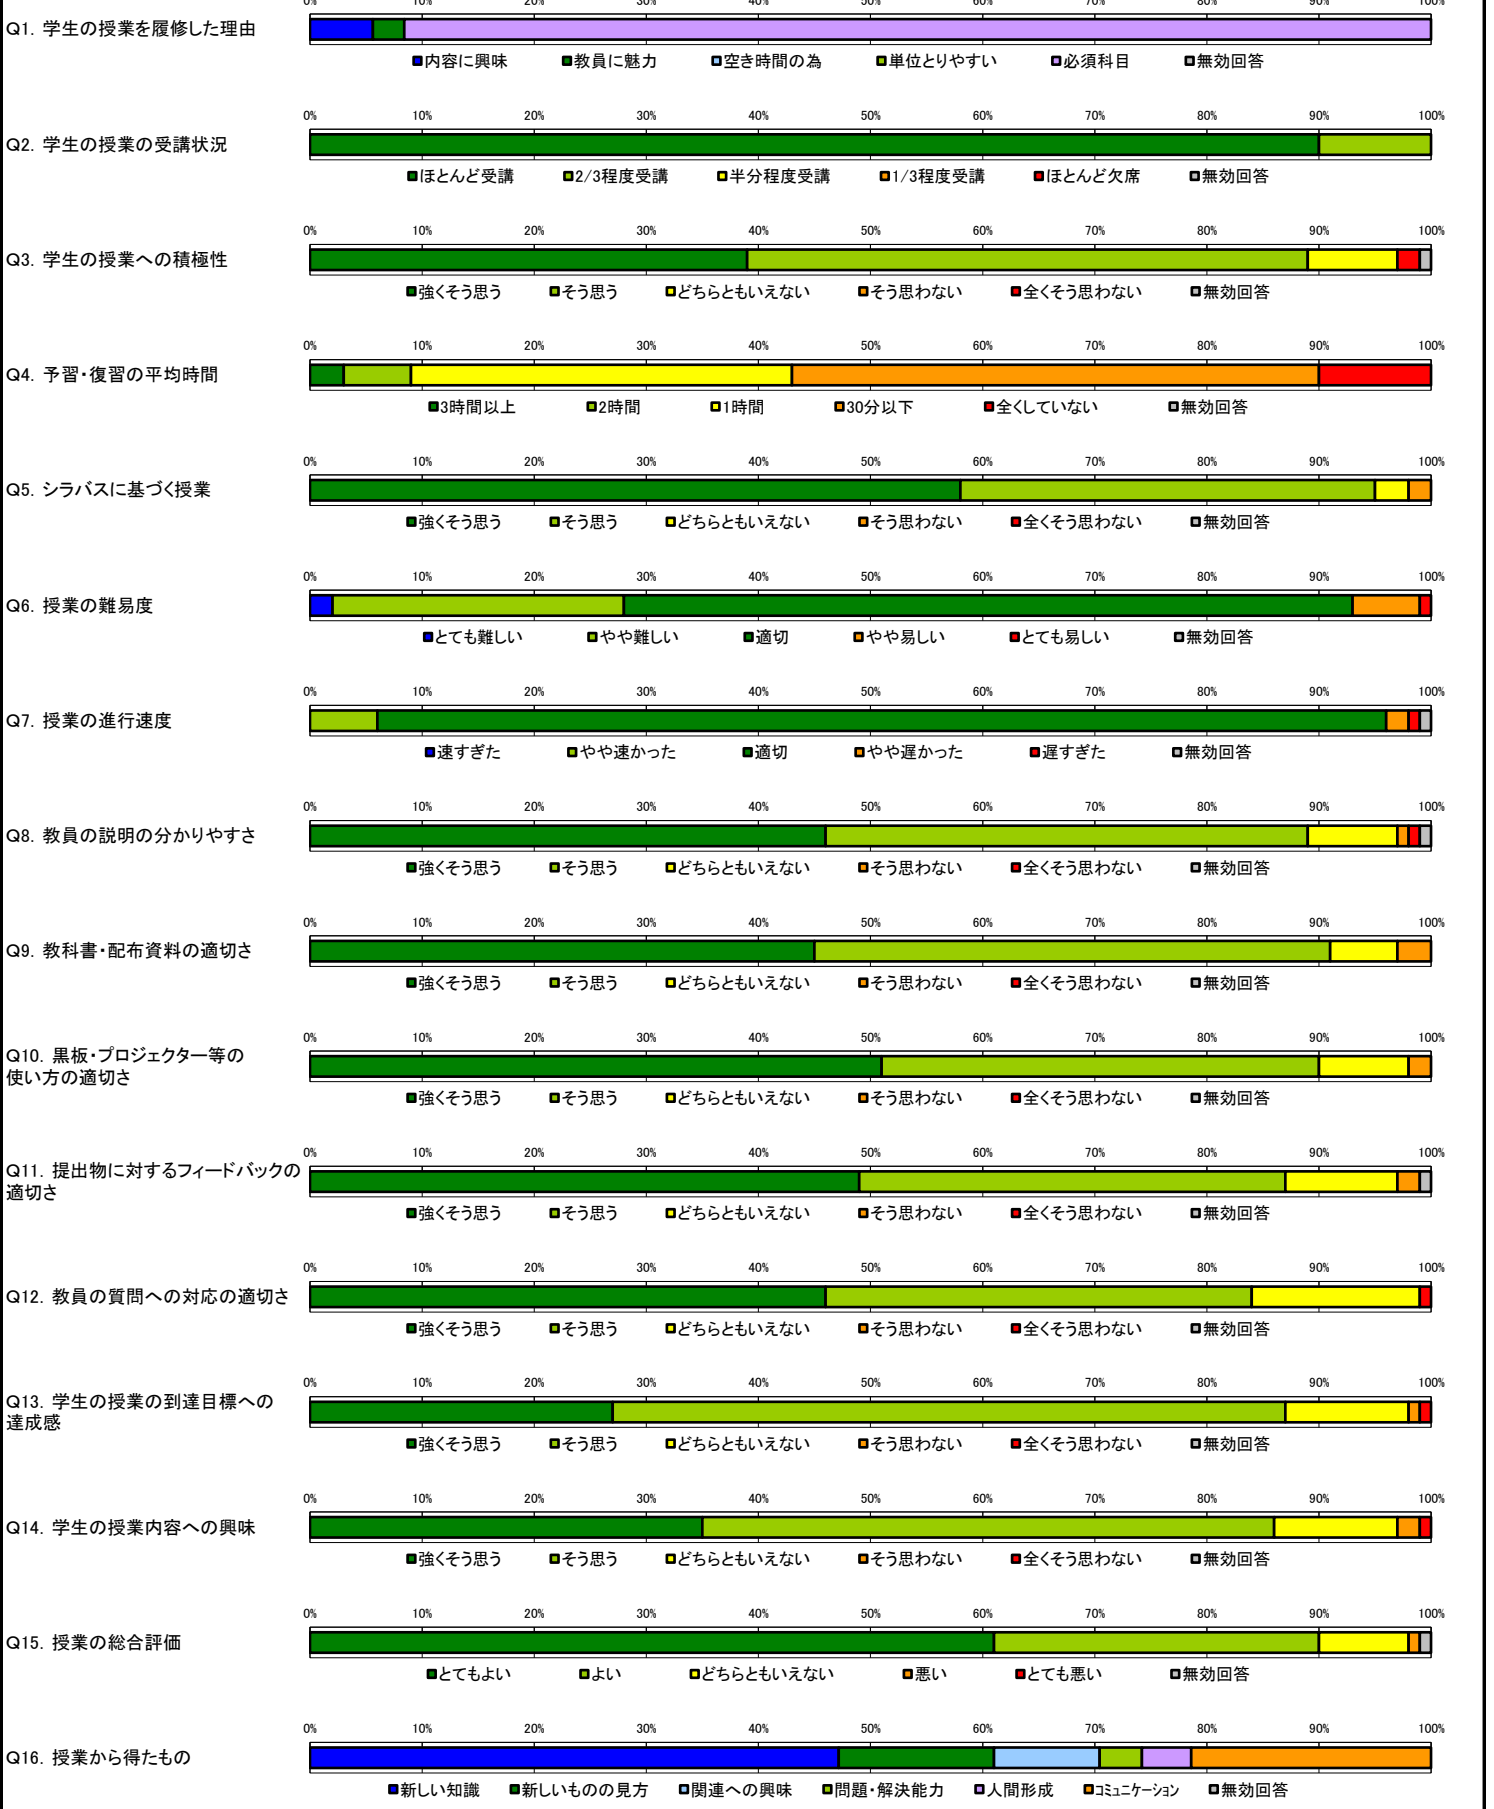 0% 10% 20% 30% 40% 50% 60% 70% 80% 90% 100%
Q1. 学生の授業を履修した理由
内容に興味 教員に魅力 空き時間の為 単位とりやすい 必須科目 無効回答
0% 10% 20% 30% 40% 50% 60% 70% 80% 90% 100%
Q2. 学生の授業の受講状況
ほとんど受講 2/3程度受講 半分程度受講 1/3程度受講 ほとんど欠席 無効回答
0% 10% 20% 30% 40% 50% 60% 70% 80% 90% 100%
Q3. 学生の授業への積極性
強くそう思う そう思う どちらともいえない そう思わない 全くそう思わない 無効回答
0% 10% 20% 30% 40% 50% 60% 70% 80% 90% 100%
Q4. 予習・復習の平均時間
3時間以上 2時間 1時間 30分以下 全くしていない 無効回答
0% 10% 20% 30% 40% 50% 60% 70% 80% 90% 100%
Q5. シラバスに基づく授業
強くそう思う そう思う どちらともいえない そう思わない 全くそう思わない 無効回答
0% 10% 20% 30% 40% 50% 60% 70% 80% 90% 100%
Q6. 授業の難易度
とても難しい やや難しい 適切 やや易しい とても易しい 無効回答
0% 10% 20% 30% 40% 50% 60% 70% 80% 90% 100%
Q7. 授業の進行速度
速すぎた やや速かった 適切 やや遅かった 遅すぎた 無効回答
0% 10% 20% 30% 40% 50% 60% 70% 80% 90% 100%
Q8. 教員の説明の分かりやすさ
強くそう思う そう思う どちらともいえない そう思わない 全くそう思わない 無効回答
0% 10% 20% 30% 40% 50% 60% 70% 80% 90% 100%
Q9. 教科書・配布資料の適切さ
強くそう思う そう思う どちらともいえない そう思わない 全くそう思わない 無効回答
0% 10% 20% 30% 40% 50% 60% 70% 80% 90% 100%
Q10. 黒板・プロジェクター等の
使い方の適切さ
強くそう思う そう思う どちらともいえない そう思わない 全くそう思わない 無効回答
0% 10% 20% 30% 40% 50% 60% 70% 80% 90% 100%
Q11. 提出物に対するフィードバックの
適切さ
強くそう思う そう思う どちらともいえない そう思わない 全くそう思わない 無効回答
0% 10% 20% 30% 40% 50% 60% 70% 80% 90% 100%
Q12. 教員の質問への対応の適切さ
強くそう思う そう思う どちらともいえない そう思わない 全くそう思わない 無効回答
0% 10% 20% 30% 40% 50% 60% 70% 80% 90% 100%
Q13. 学生の授業の到達目標への
達成感
強くそう思う そう思う どちらともいえない そう思わない 全くそう思わない 無効回答
0% 10% 20% 30% 40% 50% 60% 70% 80% 90% 100%
Q14. 学生の授業内容への興味
強くそう思う そう思う どちらともいえない そう思わない 全くそう思わない 無効回答
0% 10% 20% 30% 40% 50% 60% 70% 80% 90% 100%
Q15. 授業の総合評価
とてもよい よい どちらともいえない 悪い とても悪い 無効回答
0% 10% 20% 30% 40% 50% 60% 70% 80% 90% 100%
Q16. 授業から得たもの
新しい知識 新しいものの見方 関連への興味 問題・解決能力 人間形成 ｺﾐｭﾆｹｰｼｮﾝ 無効回答